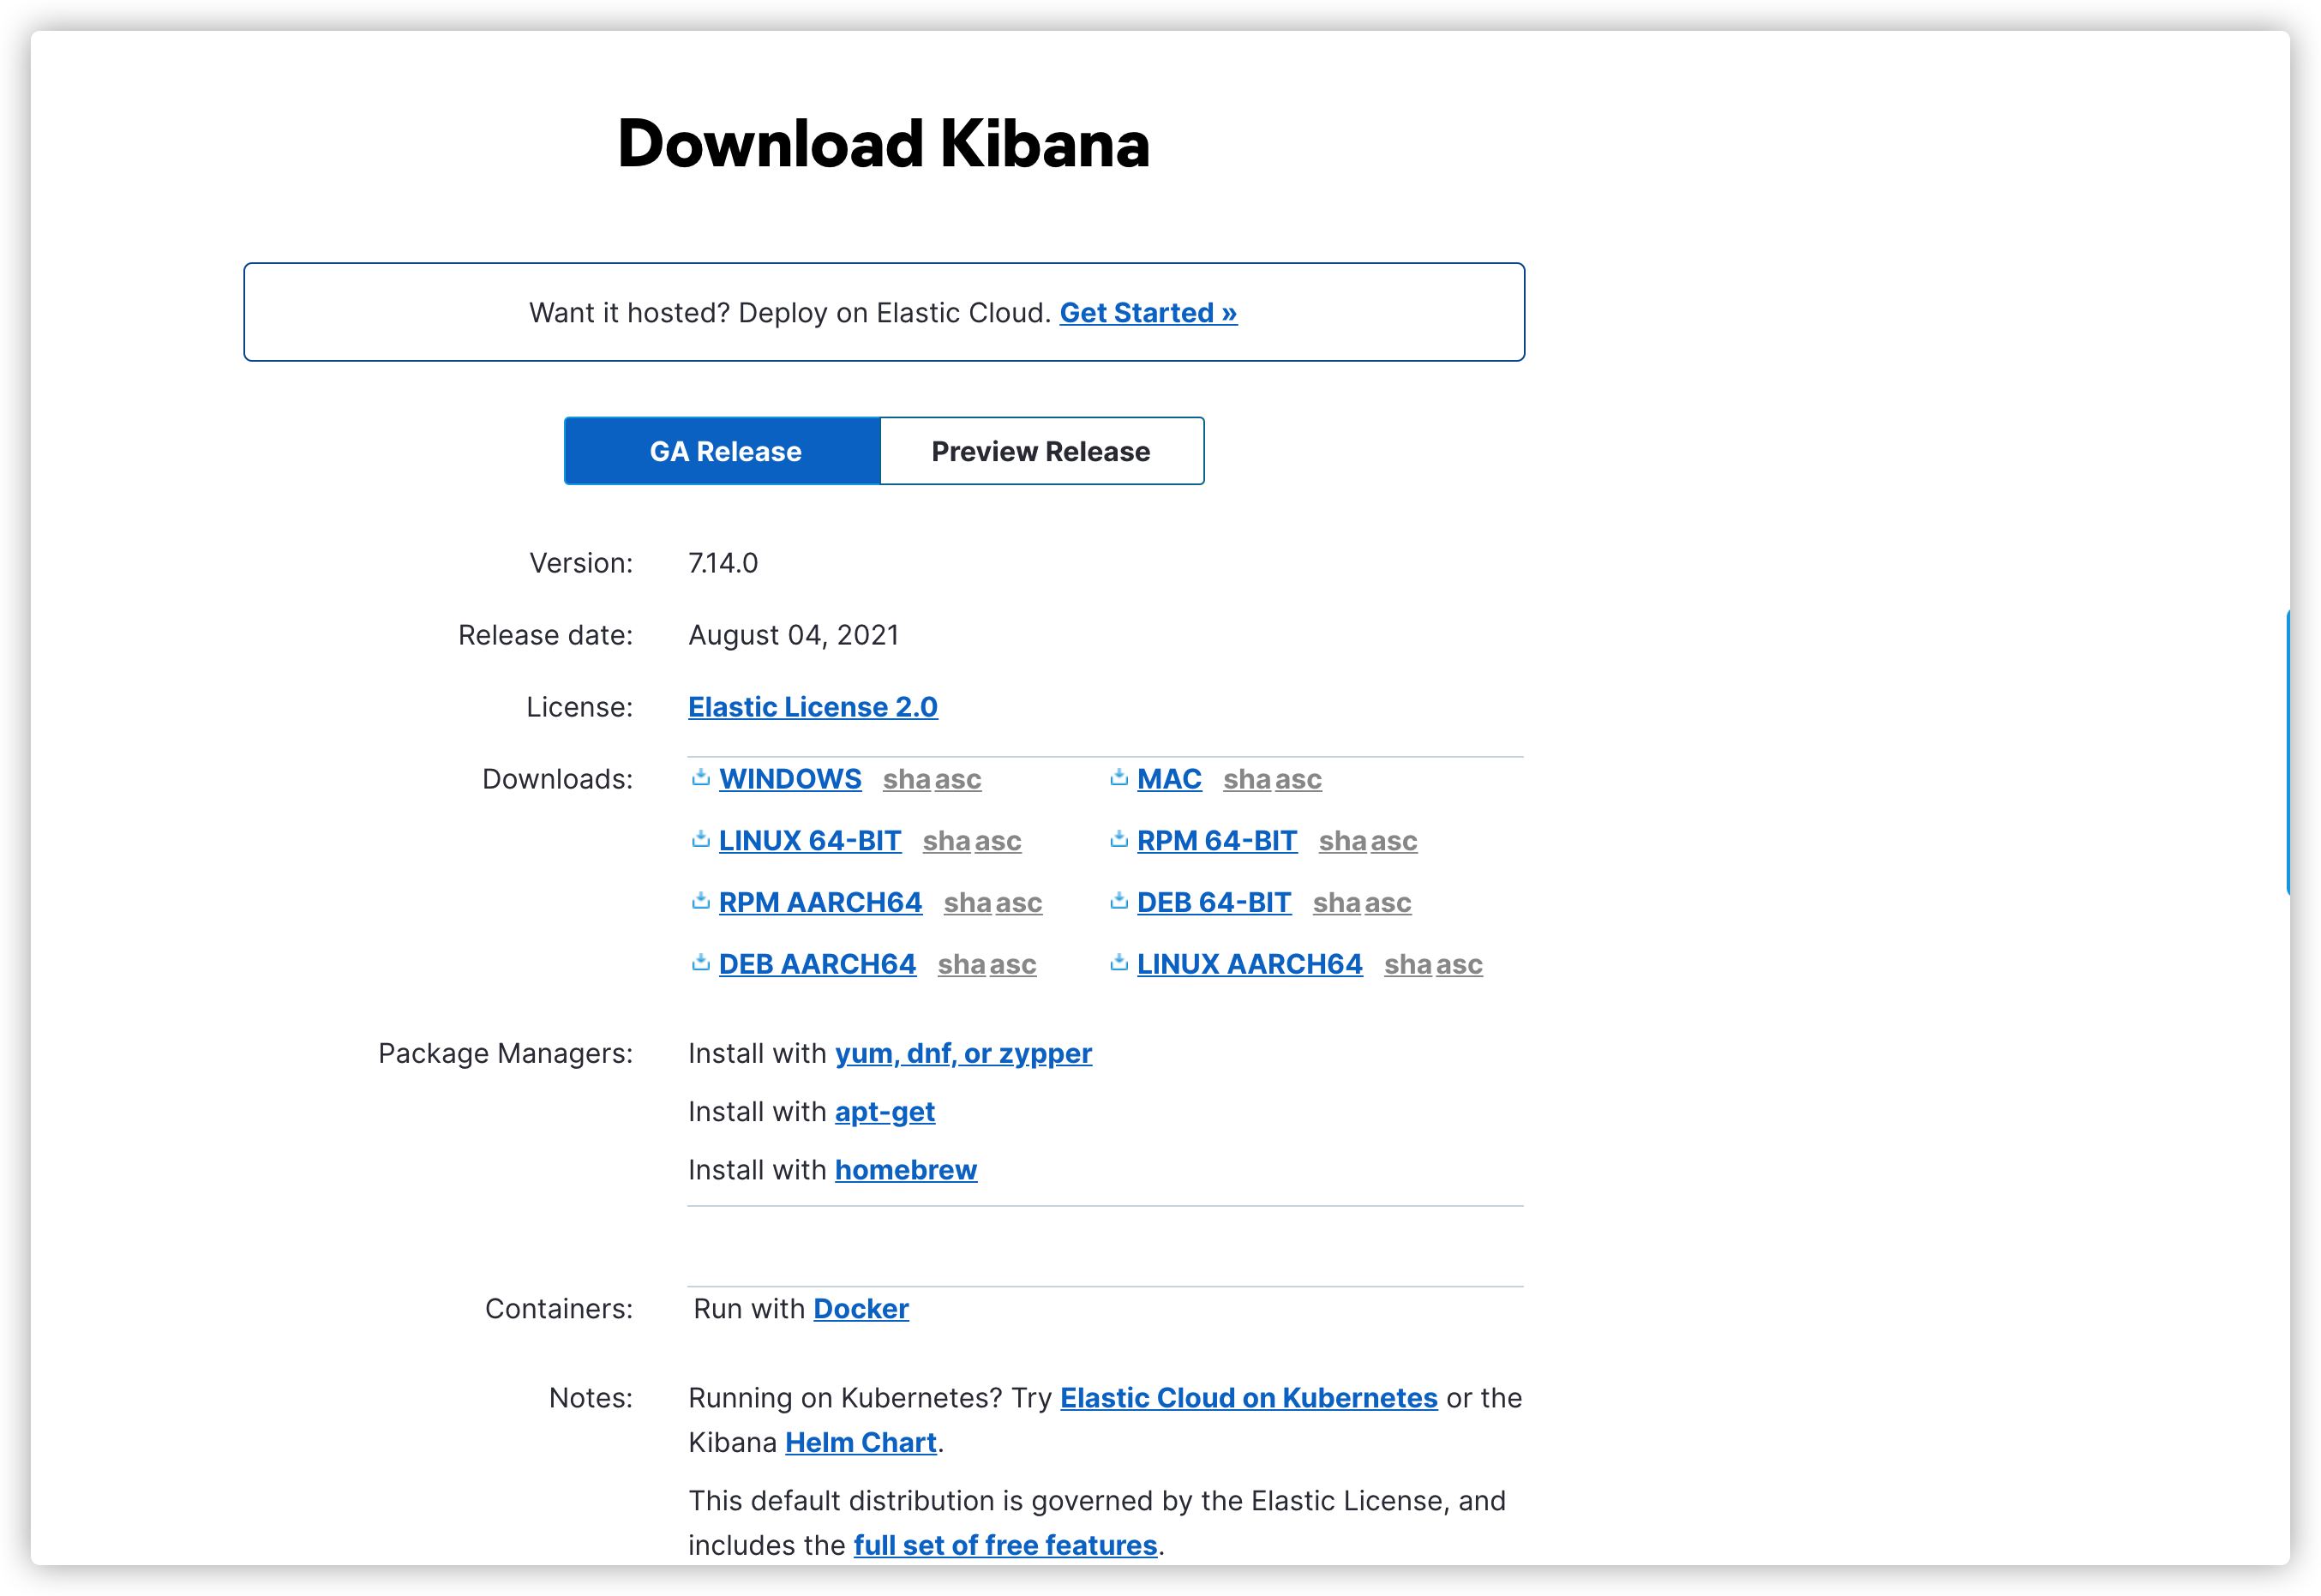 Download Kibana
Want it hosted? Deploy on Elastic Cloud. Get Started »
GA Release Preview Release
Version: 7.14.0
Release date: August 04, 2021
License: Elastic License 2.0
Downloads: WINDOWS sha asc MAC sha asc
LINUX 64-BIT sha asc RPM 64-BIT sha asc
RPM AARCH64 sha asc DEB 64-BIT sha asc
DEB AARCH64 sha asc LINUX AARCH64 sha asc
Package Managers: Install with yum, dnf, or zypper
Install with apt-get
Install with homebrew
Containers: Run with Docker
Notes: Running on Kubernetes? Try Elastic Cloud on Kubernetes or the
Kibana Helm Chart.
This default distribution is governed by the Elastic License, and
includes the full set of free features.